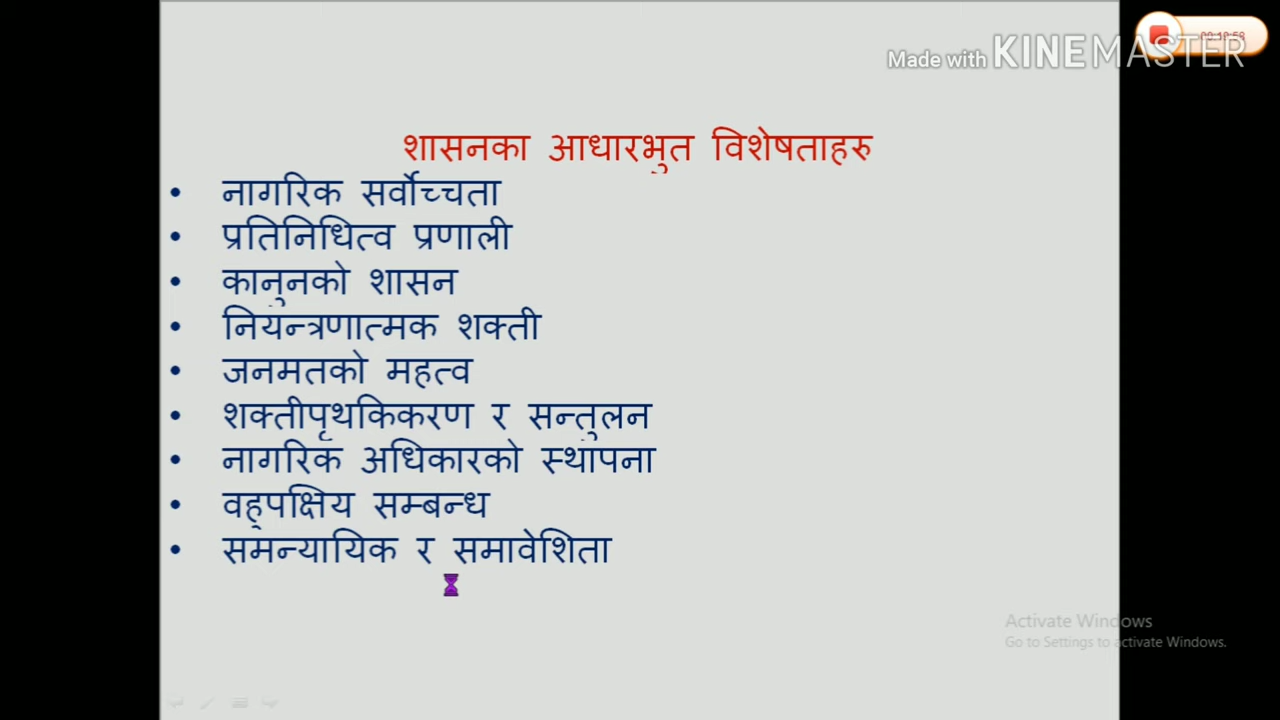 Made with KINEMASTER
शासनका आधारभुत विशेषताहरु
• नागरिक सर्वोच्चता
• प्रतिनिधित्व प्रणाली
• कानुनको शासन
• नियन्त्रणात्मक शक्ती
• जनमतको महत्व
• शक्तीपृथकिकरण र सन्तुलन
• नागरिक अधिकारको स्थापना
• वहुपक्षिय सम्बन्ध
• समन्यायिक र समावेशिता
Activate Windows
Go to Settings to activate Windows.